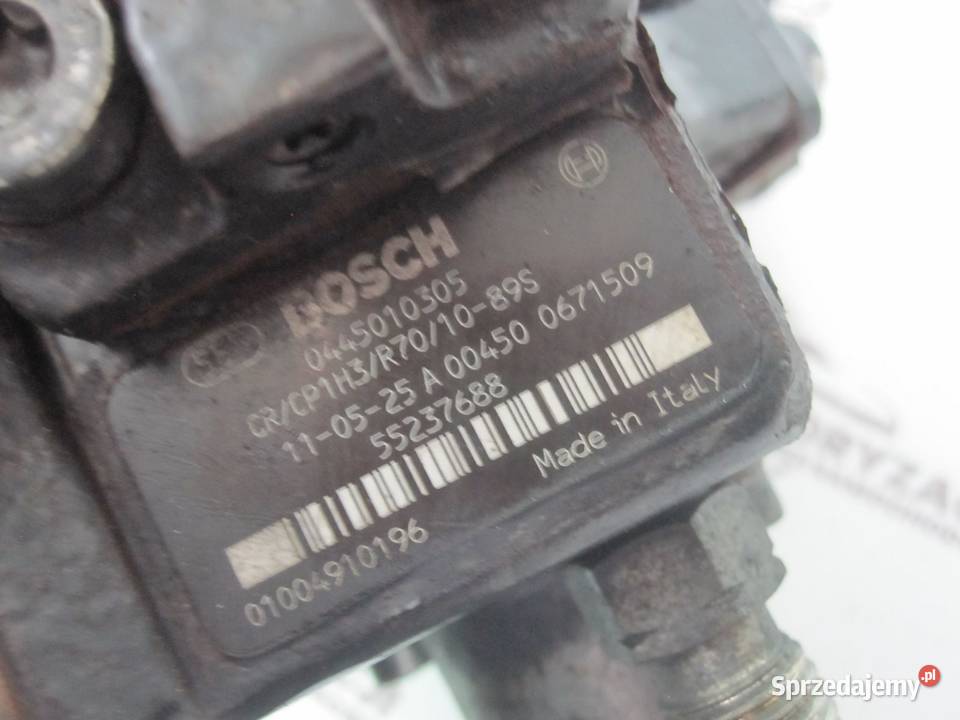 BOSCH
0445010305
CR/CP1H3/R70/10-89S
11-05-25 A 00450 0671509
55237688
Made in Italy
01004910196
Sprzedajemy.pl